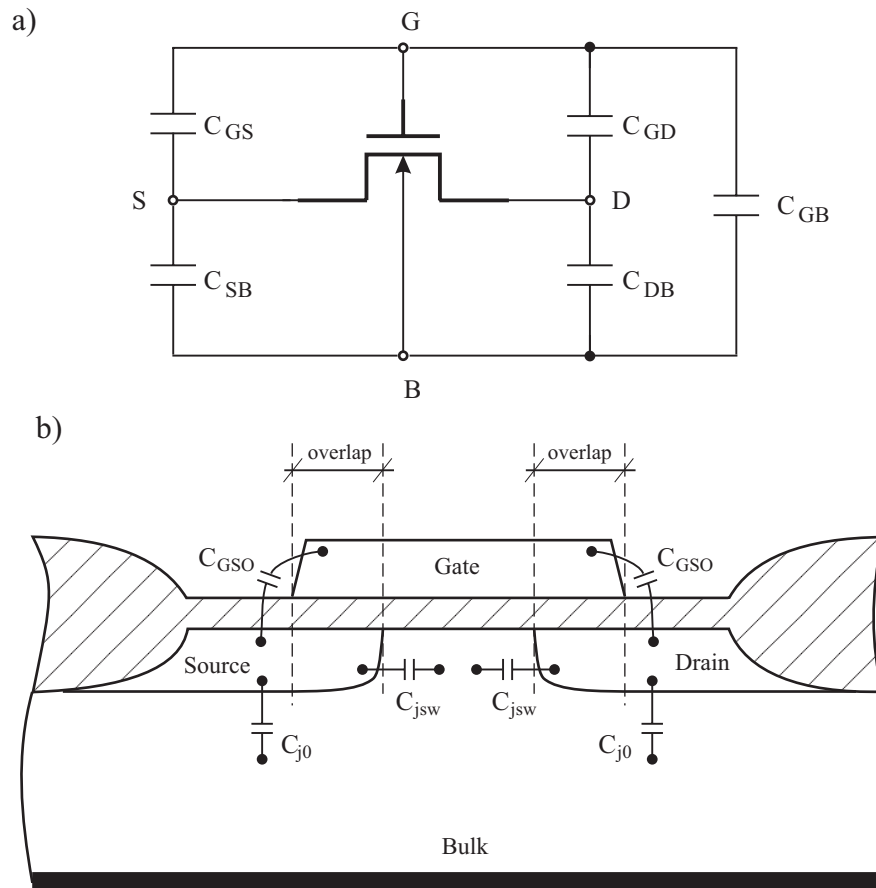 a)
G
C GS
C GD
S
D
C GB
C SB
C DB
B
b)
overlap
overlap
C GSO
Gate
C GSO
Source
Drain
C jsw
C jsw
C j0
C j0
Bulk